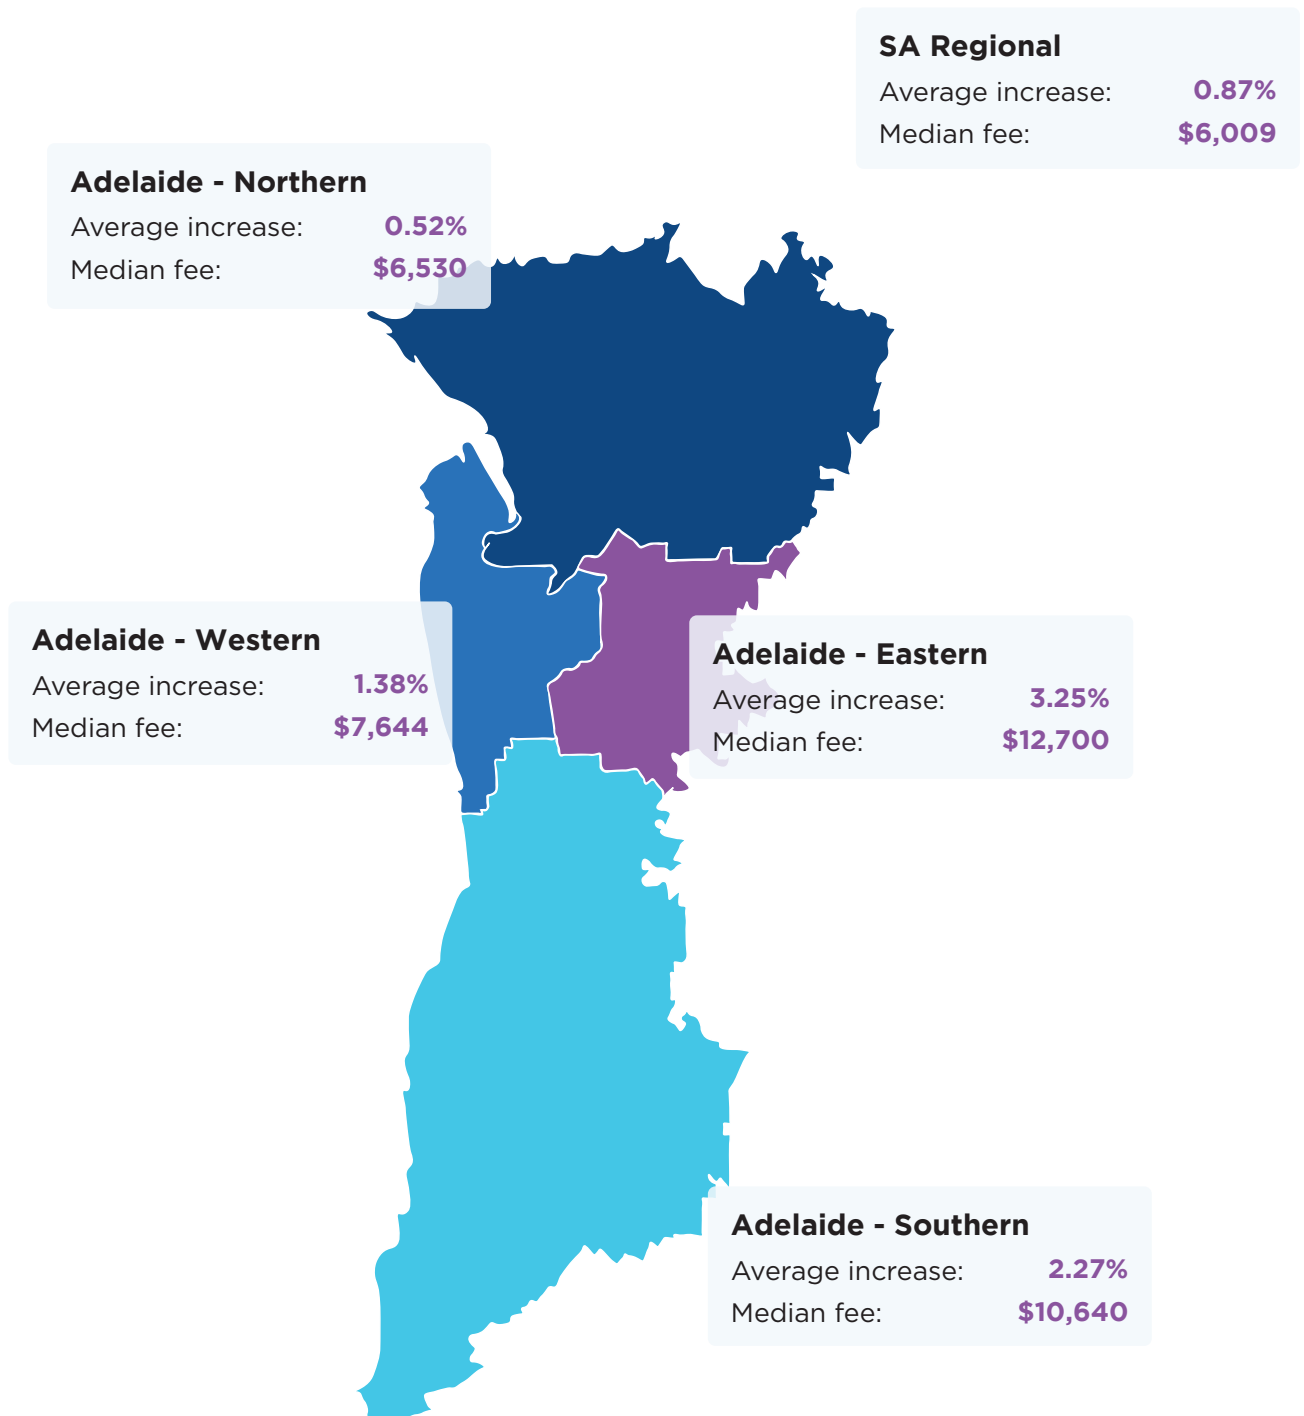 SA Regional
Average increase: 0.87%
Median fee: $6,009
Adelaide - Northern
Average increase: 0.52%
Median fee: $6,530
Adelaide - Western
Average increase: 1.38%
Median fee: $7,644
Adelaide - Eastern
Average increase: 3.25%
Median fee: $12,700
Adelaide - Southern
Average increase: 2.27%
Median fee: $10,640